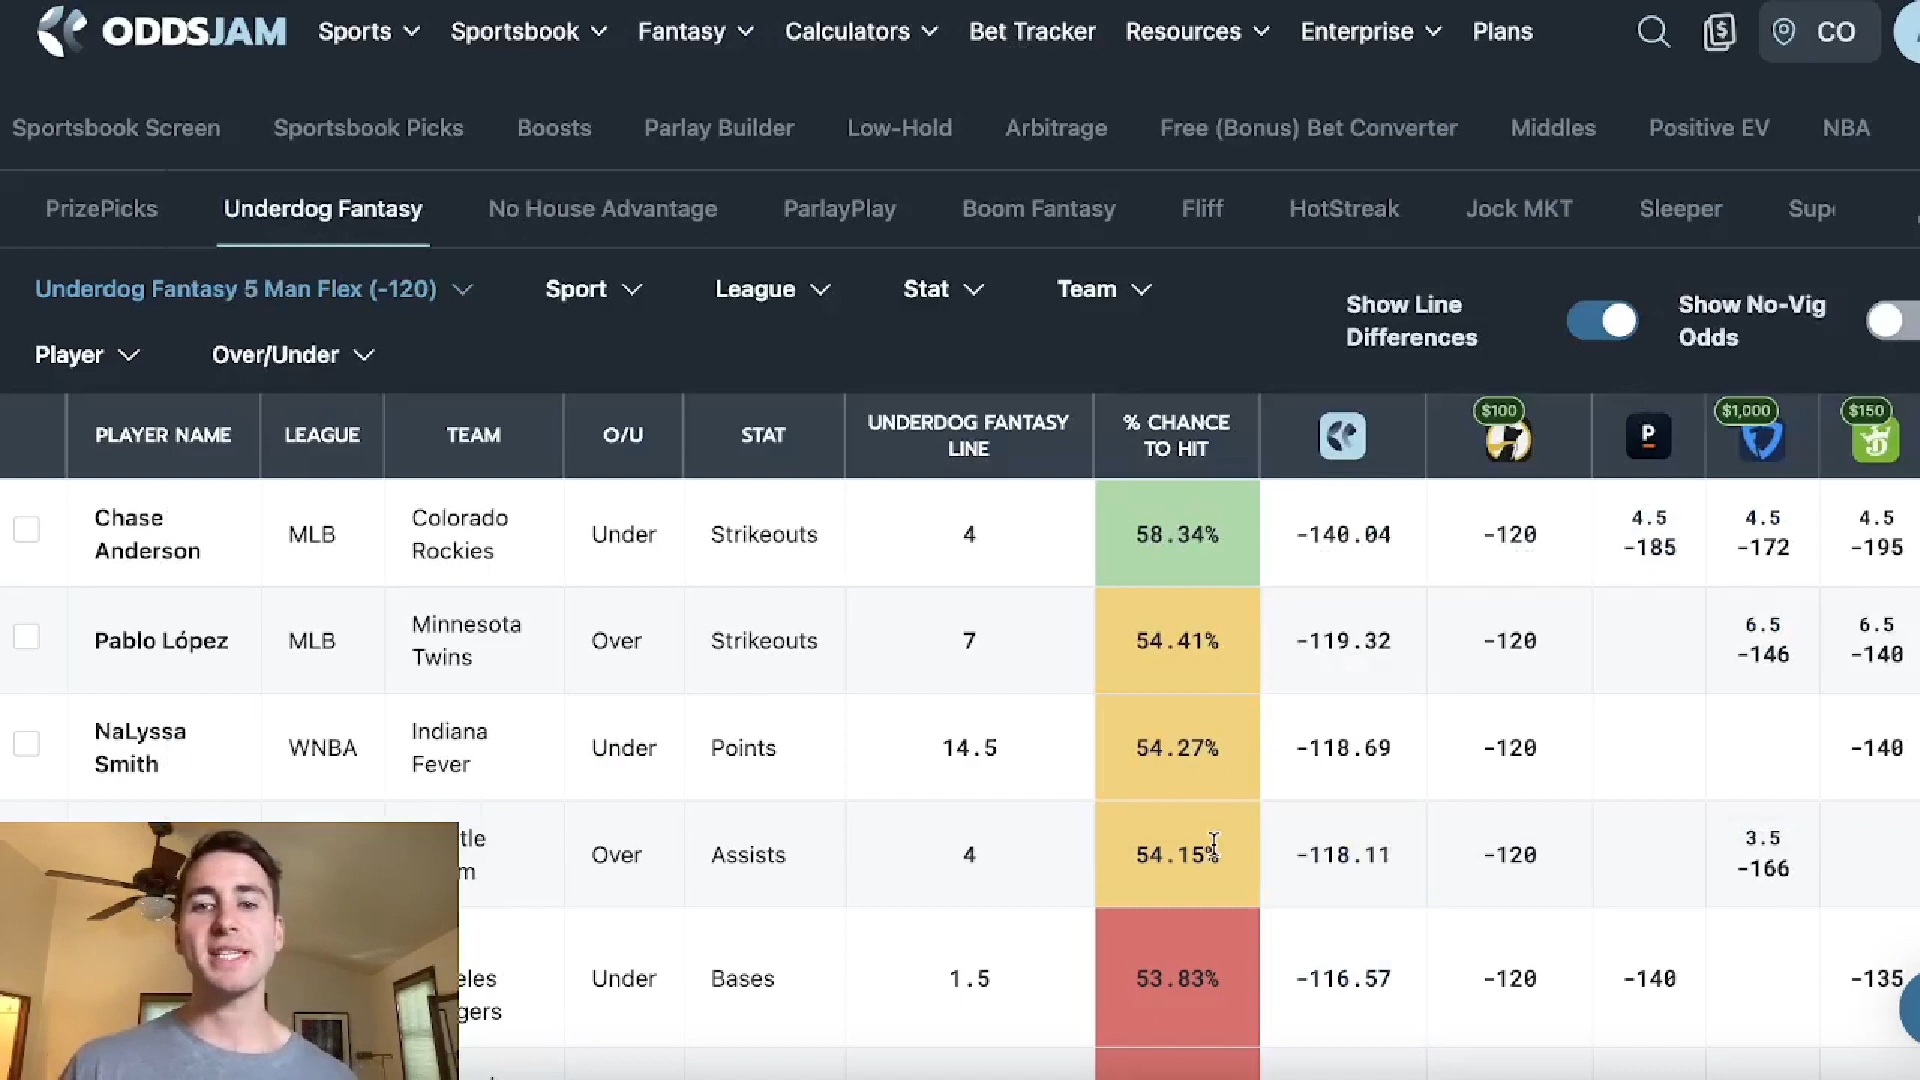 ODDSJAM Sports Sportsbook Fantasy Calculators Bet Tracker Resources Enterprise Plans CO
Sportsbook Screen Sportsbook Picks Boosts Parlay Builder Low-Hold Arbitrage Free (Bonus) Bet Converter Middles Positive EV NBA
PrizePicks Underdog Fantasy No House Advantage ParlayPlay Boom Fantasy Fliff HotStreak Jock MKT Sleeper Sup
Underdog Fantasy 5 Man Flex (-120) Sport League Stat Team
Show Line
Differences
Show No-Vig
Odds
Player Over/Under
PLAYER NAME LEAGUE TEAM O/U STAT
UNDERDOG FANTASY
LINE
% CHANCE
TO HIT
$100 P $1,000 $150
Chase
Anderson
MLB
Colorado
Rockies
Under Strikeouts 4 58.34% -140.04 -120
4.5
-185
4.5
-172
4.5
-195
Pablo López MLB
Minnesota
Twins
Over Strikeouts 7 54.41% -119.32 -120
6.5
-146
6.5
-140
NaLyssa
Smith
WNBA
Indiana
Fever
Under Points 14.5 54.27% -118.69 -120 -140
tle
m
Over Assists 4 54.15% -118.11 -120
3.5
-166
eles
gers
Under Bases 1.5 53.83% -116.57 -120 -140 -135